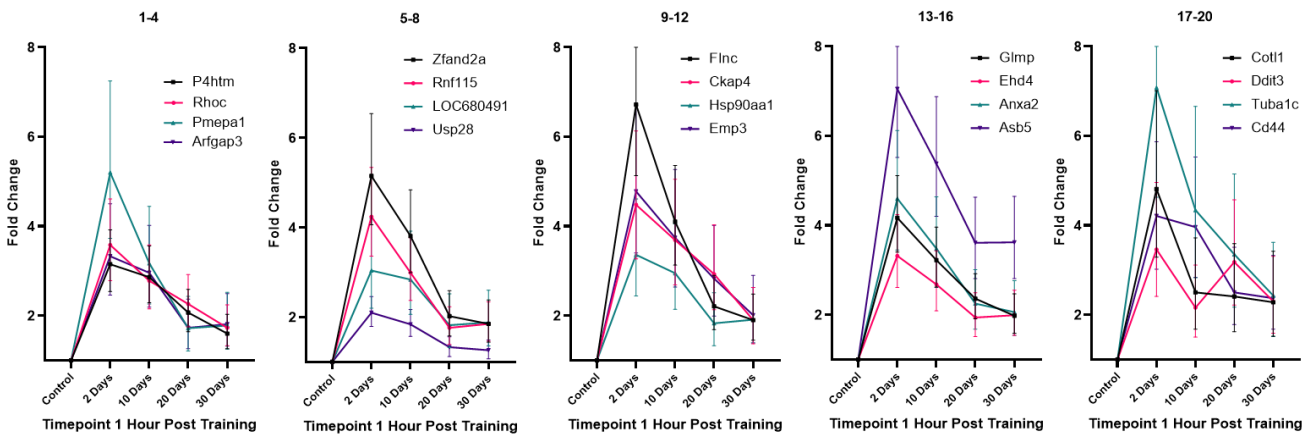 1-4
Fold Change
8
6
4
2
P4htm
Rhoc
Pmepa1
Arfgap3
Control
2 Days
10 Days
20 Days
30 Days
Timepoint 1 Hour Post Training
5-8
Fold Change
8
6
4
2
Zfand2a
Rnf115
LOC680491
Usp28
Control
2 Days
10 Days
20 Days
30 Days
Timepoint 1 Hour Post Training
9-12
Fold Change
8
6
4
2
Flnc
Ckap4
Hsp90aa1
Emp3
Control
2 Days
10 Days
20 Days
30 Days
Timepoint 1 Hour Post Training
13-16
Fold Change
8
6
4
2
Glmp
Ehd4
Anxa2
Asb5
Control
2 Days
10 Days
20 Days
30 Days
Timepoint 1 Hour Post Training
17-20
Fold Change
8
6
4
2
Cotl1
Ddit3
Tuba1c
Cd44
Control
2 Days
10 Days
20 Days
30 Days
Timepoint 1 Hour Post Training